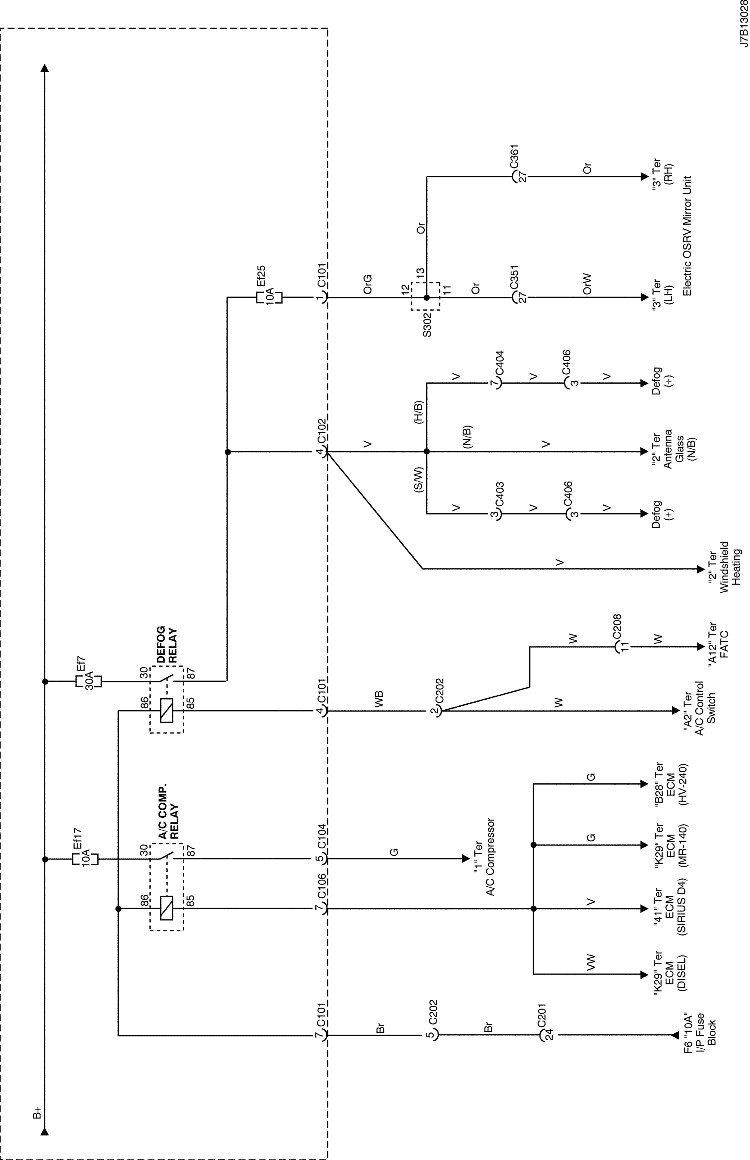 B+
Ef17
10A
A/C COMP.
RELAY
86
30
85
87
Ef7
30A
DEFOG
RELAY
86
30
85
87
Ef25
10A
7 C101
7 C106
5 C104
4 C101
4 C102
1 C101
Br
5 C202
Br
24 C201
F6 "10A"
I/P Fuse
Block
VW
"K29" Ter
ECM
(DISEL)
V
"41" Ter
ECM
(SIRIUS D4)
G
"K29" Ter
ECM
(MR-140)
G
"B28" Ter
ECM
(HV-240)
G
"1" Ter
A/C Compressor
WB
2 C202
W
"A2" Ter
A/C Control
Switch
W
11 C208
W
"A12" Ter
FATC
V
"2" Ter
Windshield
Heating
V
(S/W)
(N/B)
(H/B)
V
3 C403
V
3 C406
V
Defog
(+)
V
"2" Ter
Antenna
Glass
(N/B)
V
7 C404
V
3 C406
V
Defog
(+)
OrG
12
13
11
S302
Or
27 C351
OrW
"3" Ter
(LH)
Or
27 C361
Or
"3" Ter
(RH)
Electric OSRV Mirror Unit
J7B13028